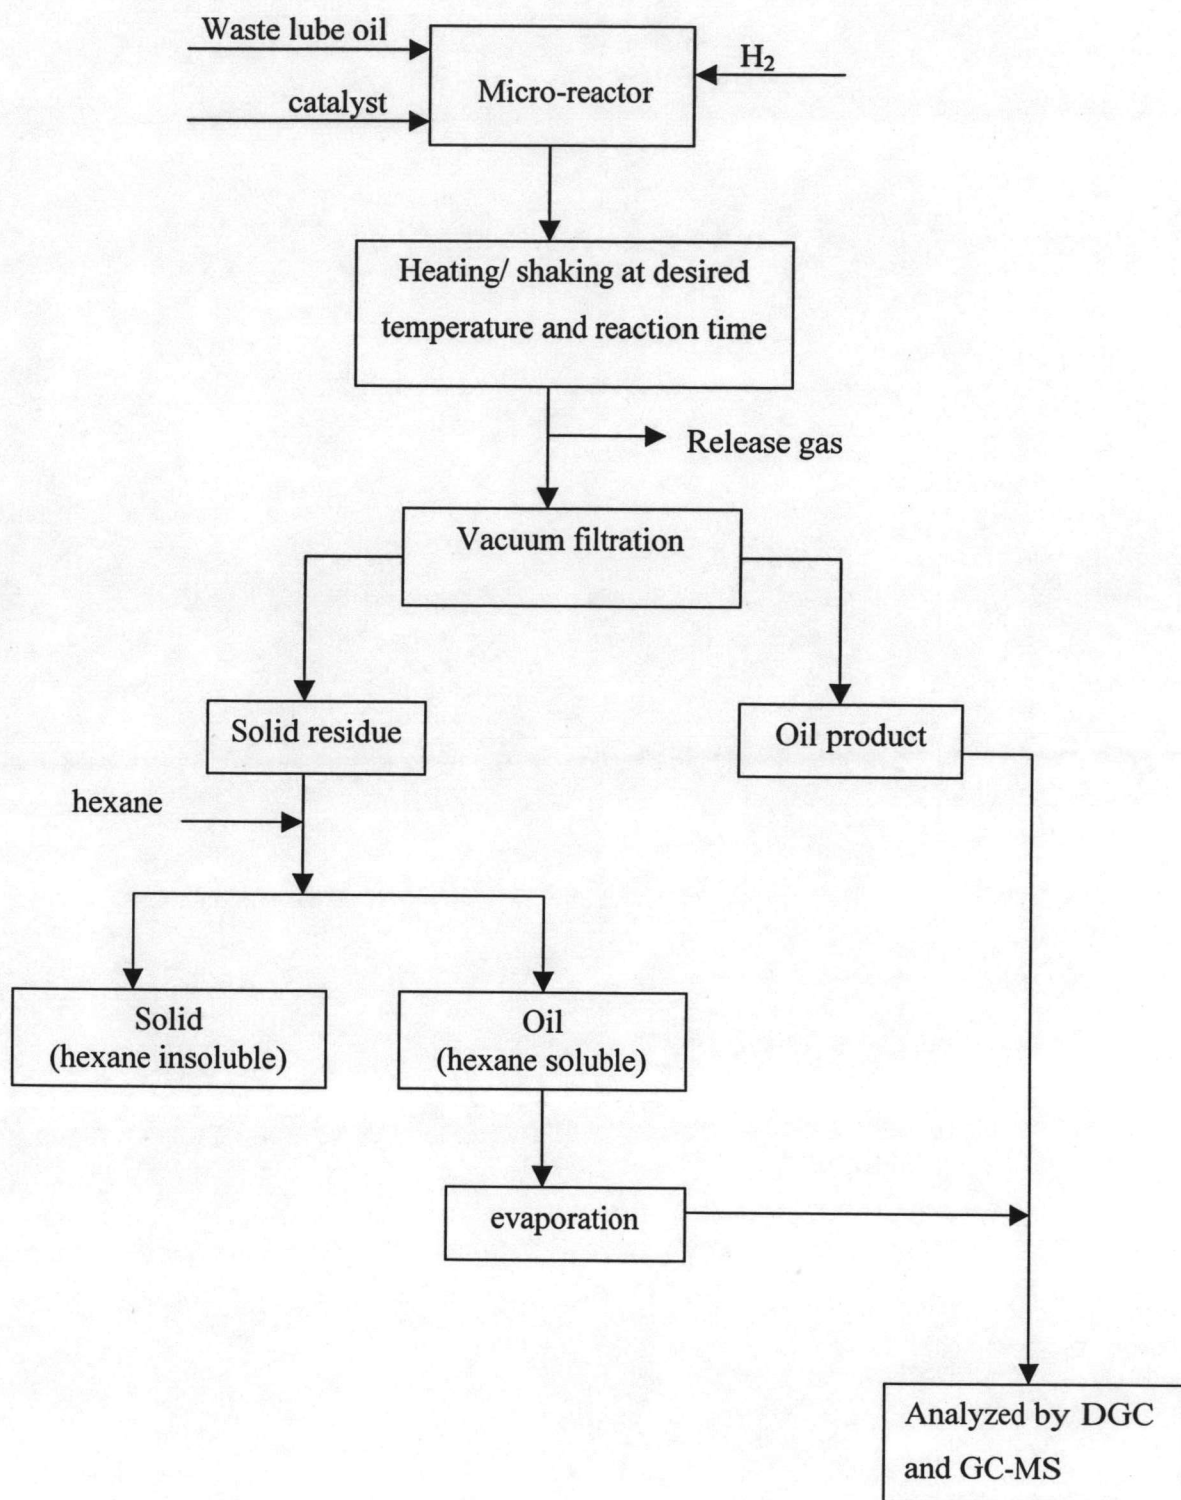 Waste lube oil
H₂
Micro-reactor
catalyst
Heating/ shaking at desired
temperature and reaction time
Release gas
Vacuum filtration
Solid residue
Oil product
hexane
Solid
(hexane insoluble)
Oil
(hexane soluble)
evaporation
Analyzed by DGC
and GC-MS